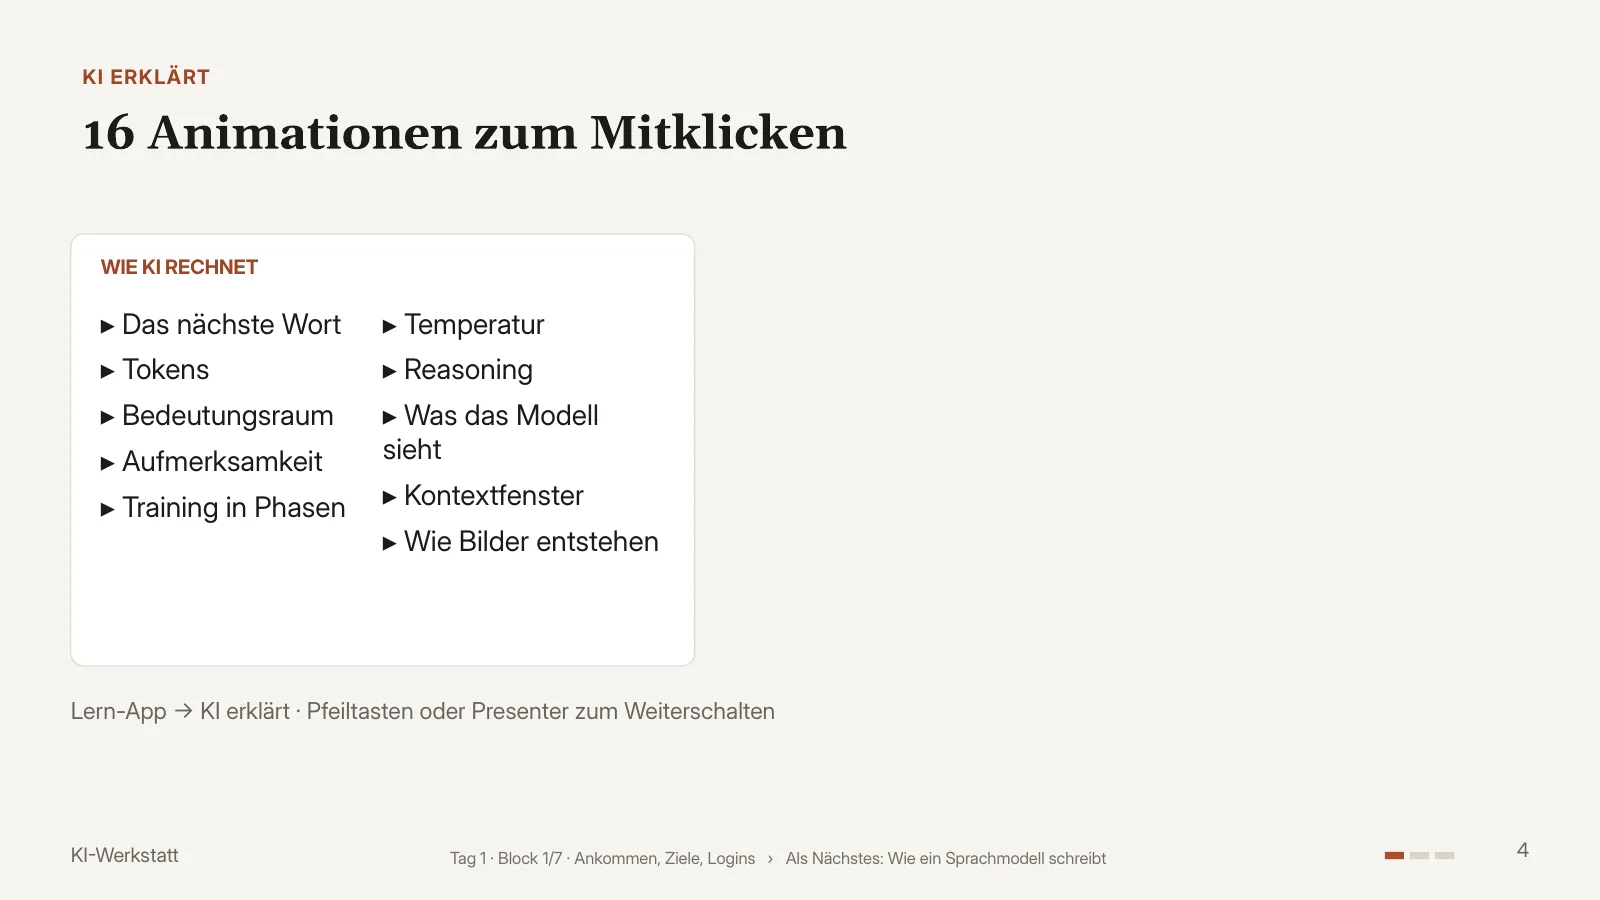 KI ERKLÄRT
16 Animationen zum Mitklicken
WIE KI RECHNET
▸ Das nächste Wort
▸ Tokens
▸ Bedeutungsraum
▸ Aufmerksamkeit
▸ Training in Phasen
▸ Temperatur
▸ Reasoning
▸ Was das Modell
sieht
▸ Kontextfenster
▸ Wie Bilder entstehen
Lern-App → KI erklärt · Pfeiltasten oder Presenter zum Weiterschalten
KI-Werkstatt
Tag 1 · Block 1/7 · Ankommen, Ziele, Logins › Als Nächstes: Wie ein Sprachmodell schreibt
4